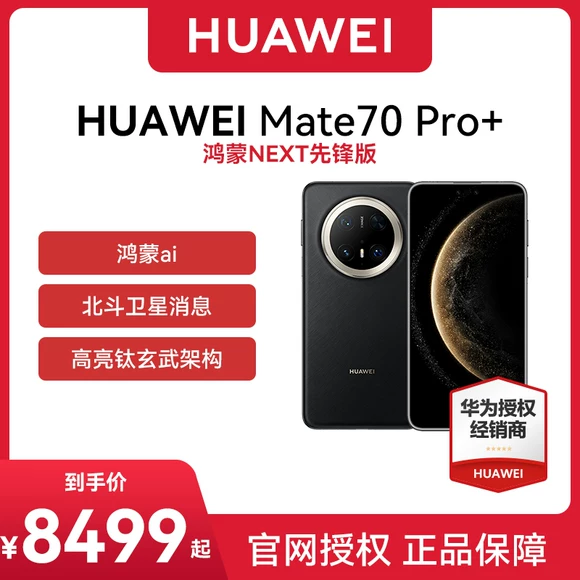 HUAWEI
HUAWEI Mate70 Pro+
鸿蒙NEXT先锋版
鸿蒙ai
北斗卫星消息
高亮钛玄武架构
HUAWEI
华为授权
经销商
HUAWEI
到手价
¥8499起
官网授权 正品保障